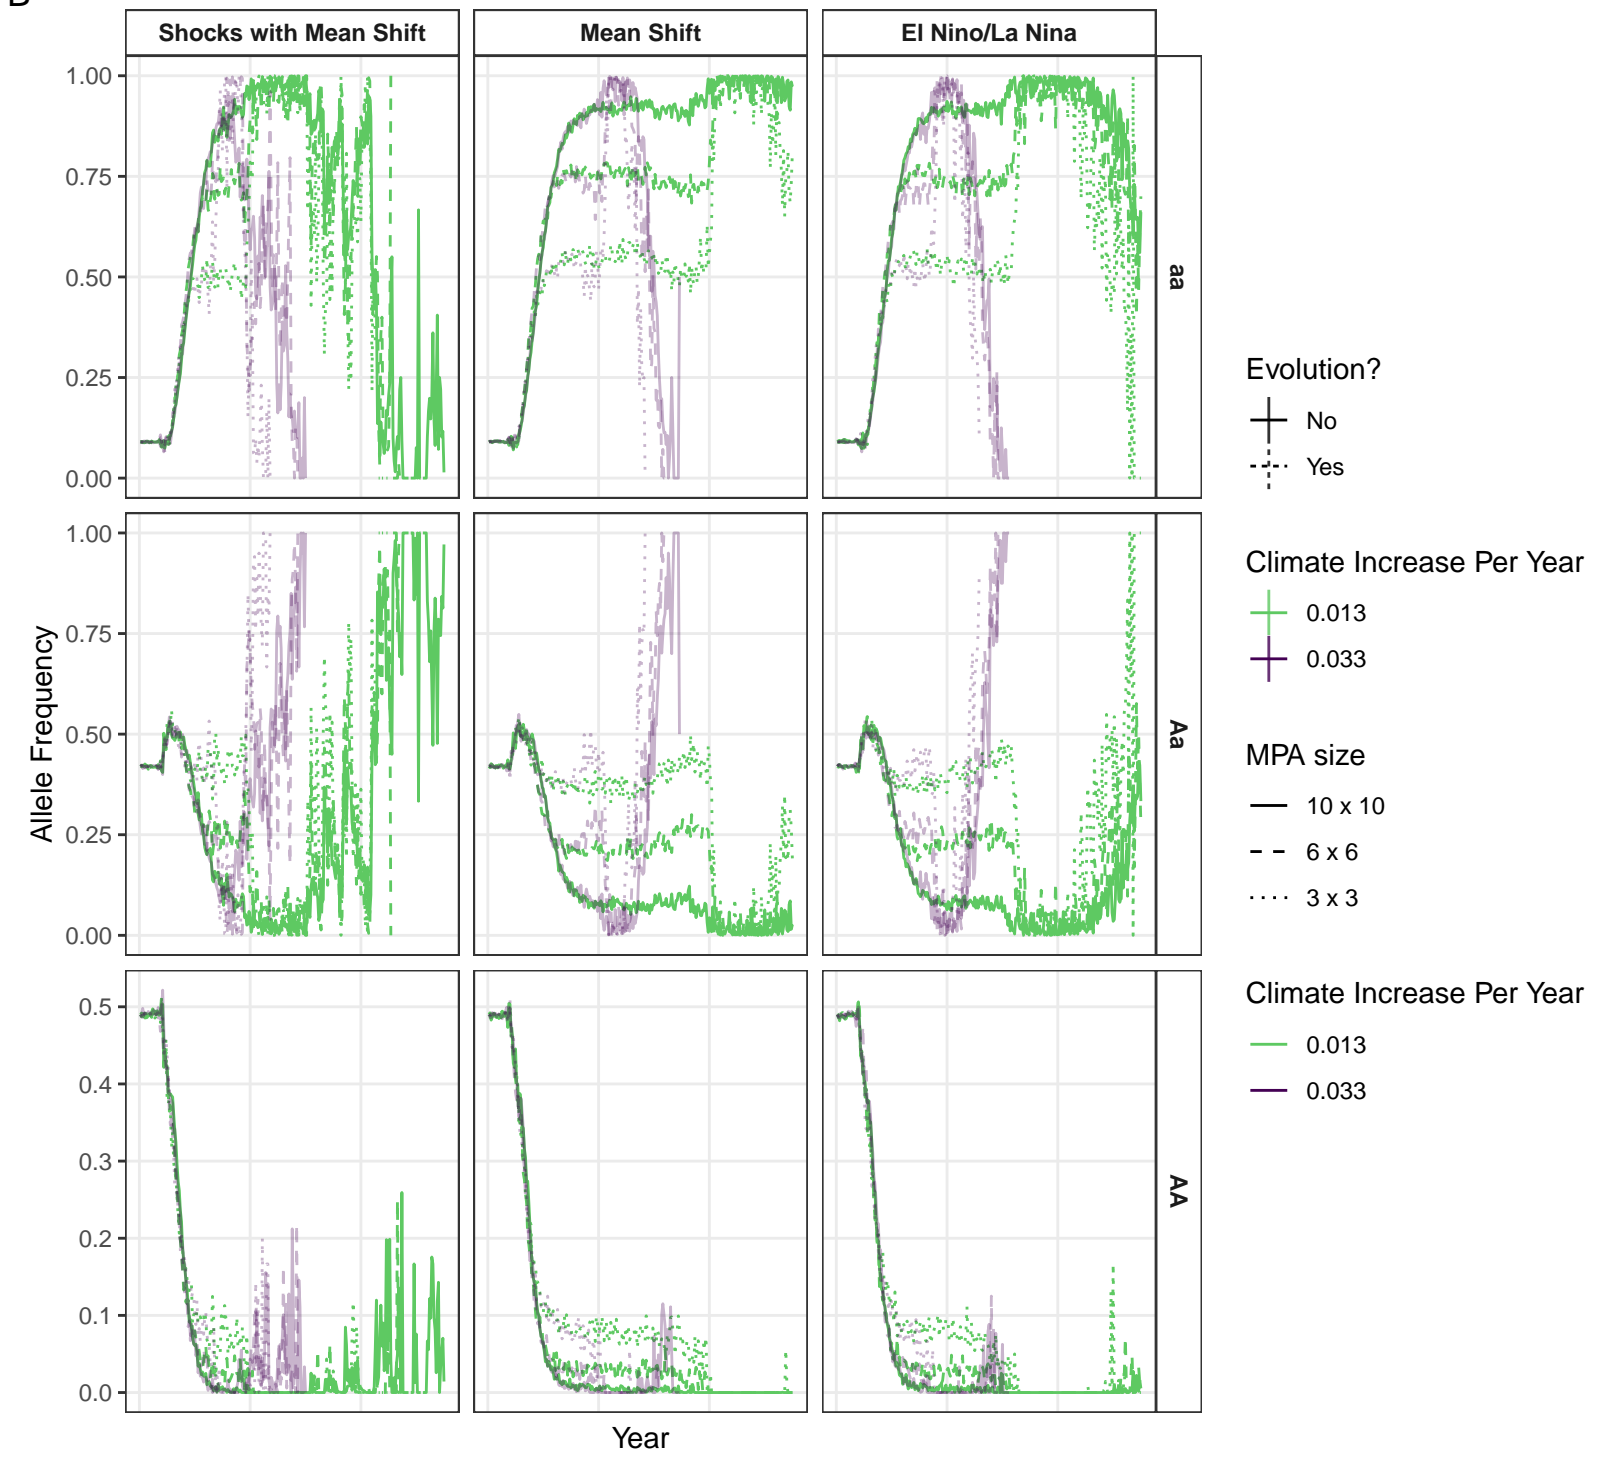 Shocks with Mean Shift
Mean Shift
El Nino/La Nina
1.00
0.75
0.50
0.25
0.00
aa
1.00
0.75
0.50
0.25
0.00
Aa
0.5
0.4
0.3
0.2
0.1
0.0
AA
Allele Frequency
Year
Evolution?
No
Yes
Climate Increase Per Year
0.013
0.033
MPA size
10 x 10
6 x 6
3 x 3
Climate Increase Per Year
0.013
0.033